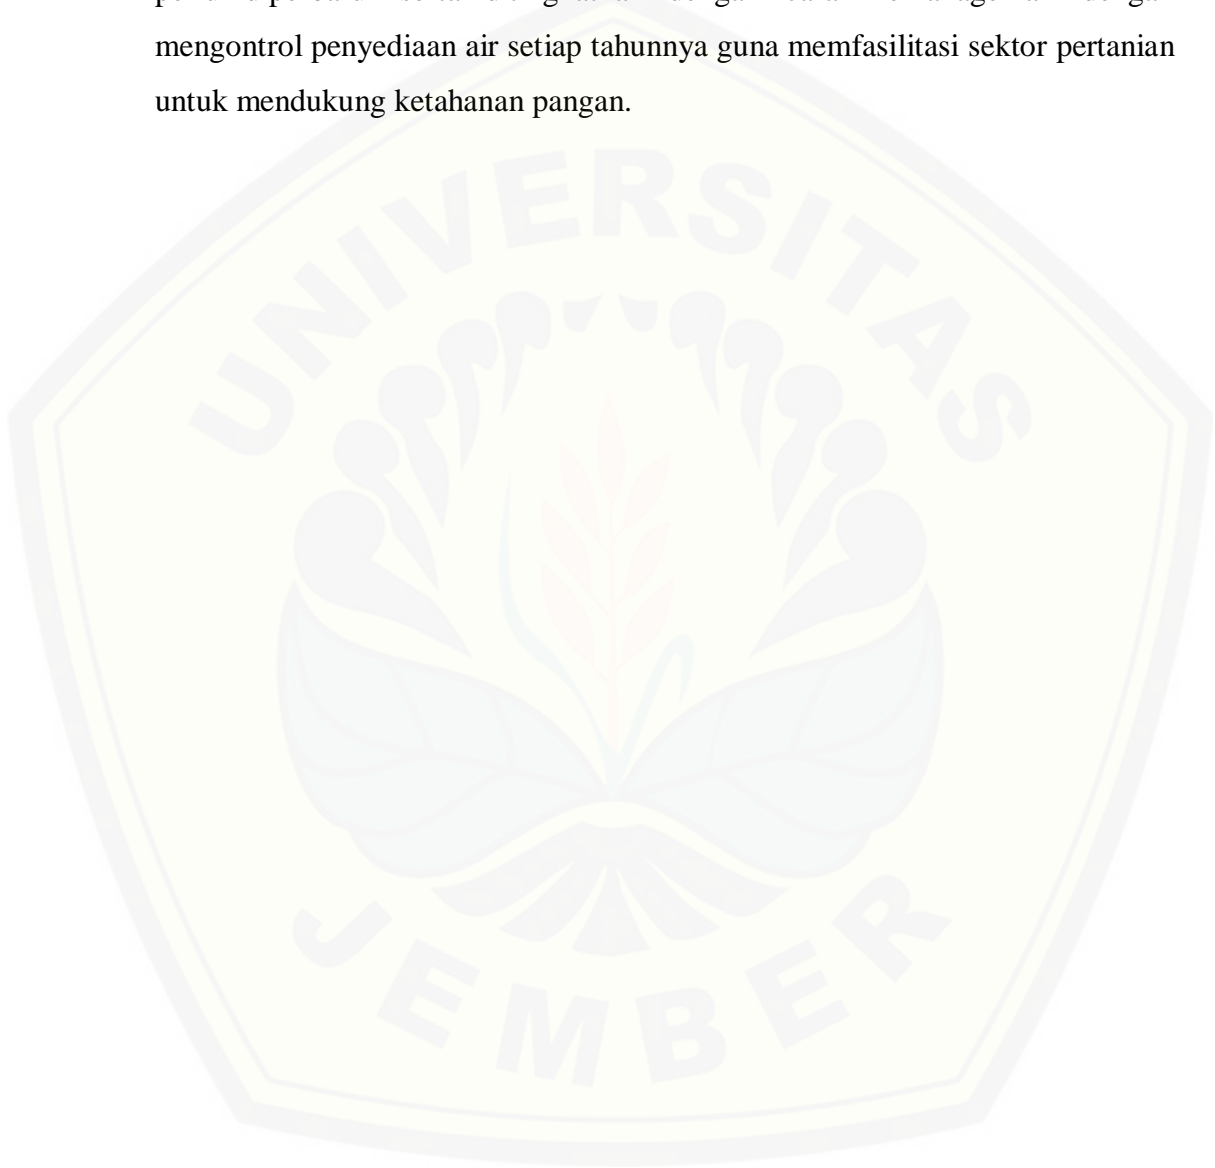 mengontrol penyediaan air setiap tahunnya guna memfasilitasi sektor pertanian
untuk mendukung ketahanan pangan.
UNIVERSITAS
JEMBER